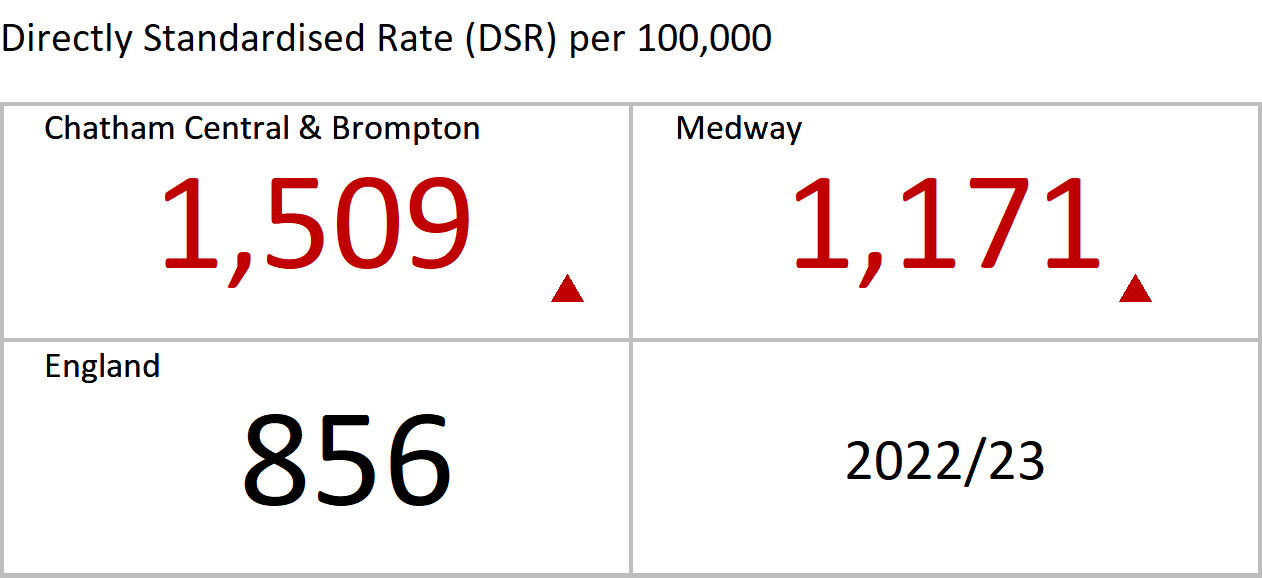 Directly Standardised Rate (DSR) per 100,000
Chatham Central & Brompton
1,509
Medway
1,171
England
856
2022/23